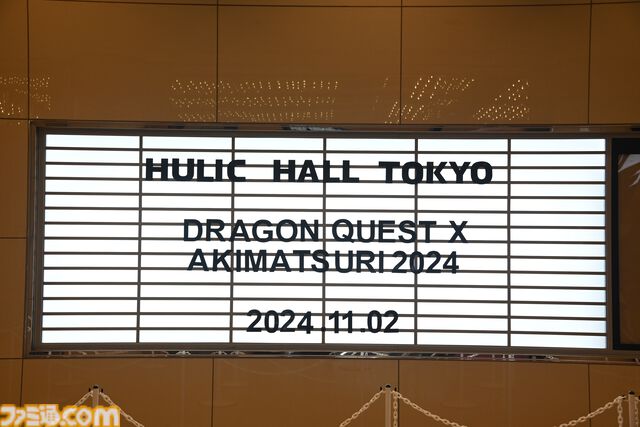 HULIC HALL TOKYO
DRAGON QUEST X
AKIMATSURI 2024
2024.11.02
ファミ通.com